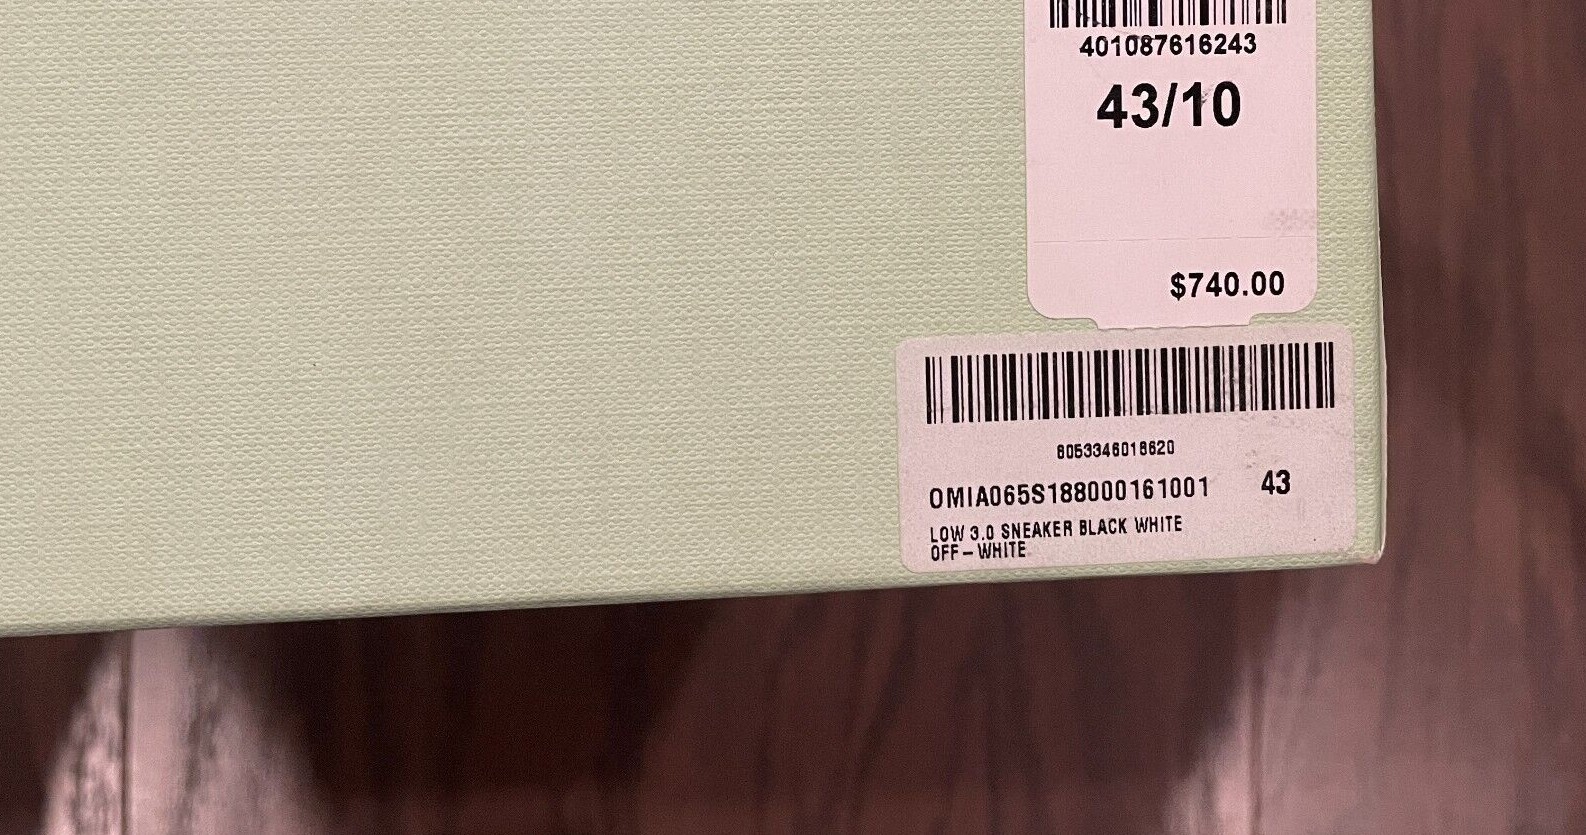 401087616243
43/10
$740.00
8053346018620
OMIA065S188000161001 43
LOW 3.0 SNEAKER BLACK WHITE
OFF-WHITE